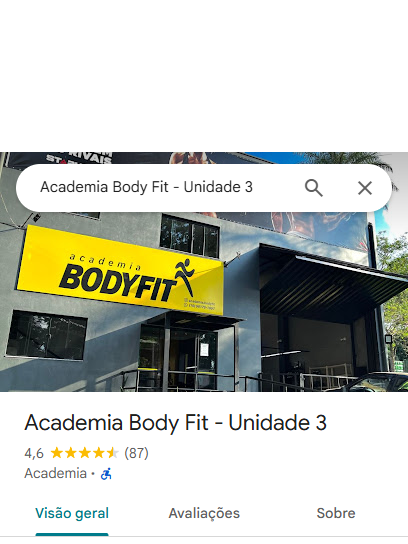 RIVAIS
Academia Body Fit - Unidade 3
academia
BODYFIT
Academia Body Fit - Unidade 3
4,6 (87)
Academia ·
Visão geral
Avaliações
Sobre